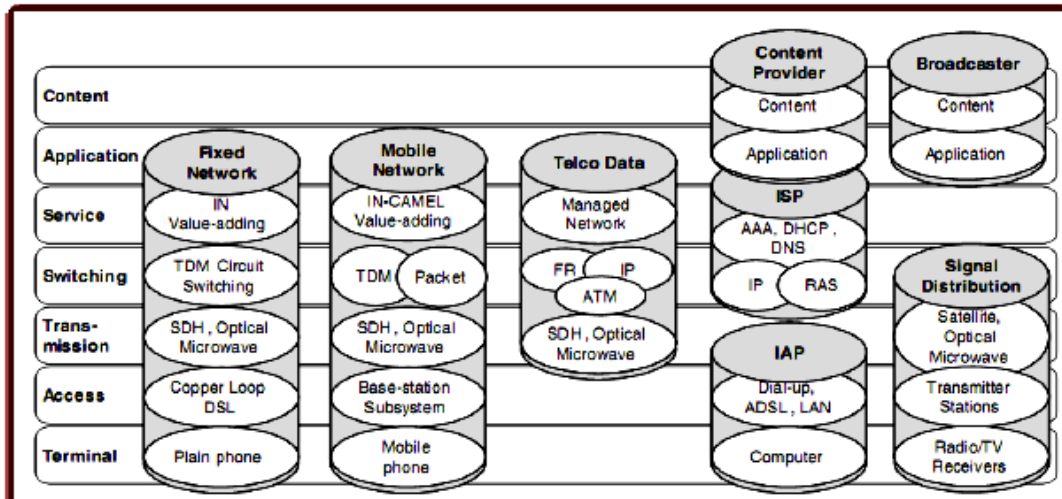 Content
Application
Service
Switching
Trans-
mission
Access
Terminal
Fixed
Network
IN
Value-adding
TDM Circuit
Switching
SDH, Optical
Microwave
Copper Loop
DSL
Plain phone
Mobile
Network
IN-CAMEL
Value-adding
TDM
Packet
SDH, Optical
Microwave
Base-station
Subsystem
Mobile
phone
Telco Data
Managed
Network
FR
IP
ATM
SDH, Optical
Microwave
Content
Provider
Content
Application
ISP
AAA, DHCP,
DNS
IP
RAS
IAP
Dial-up,
ADSL, LAN
Computer
Broadcaster
Content
Application
Signal
Distribution
Satellite,
Optical
Microwave
Transmitter
Stations
Radio/TV
Receivers